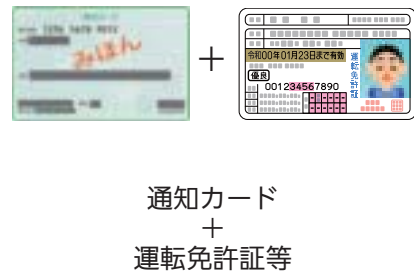 みほん
+
令和00年01月23日まで有効
優良
001234567890
運転免許証
通知カード
+
運転免許証等